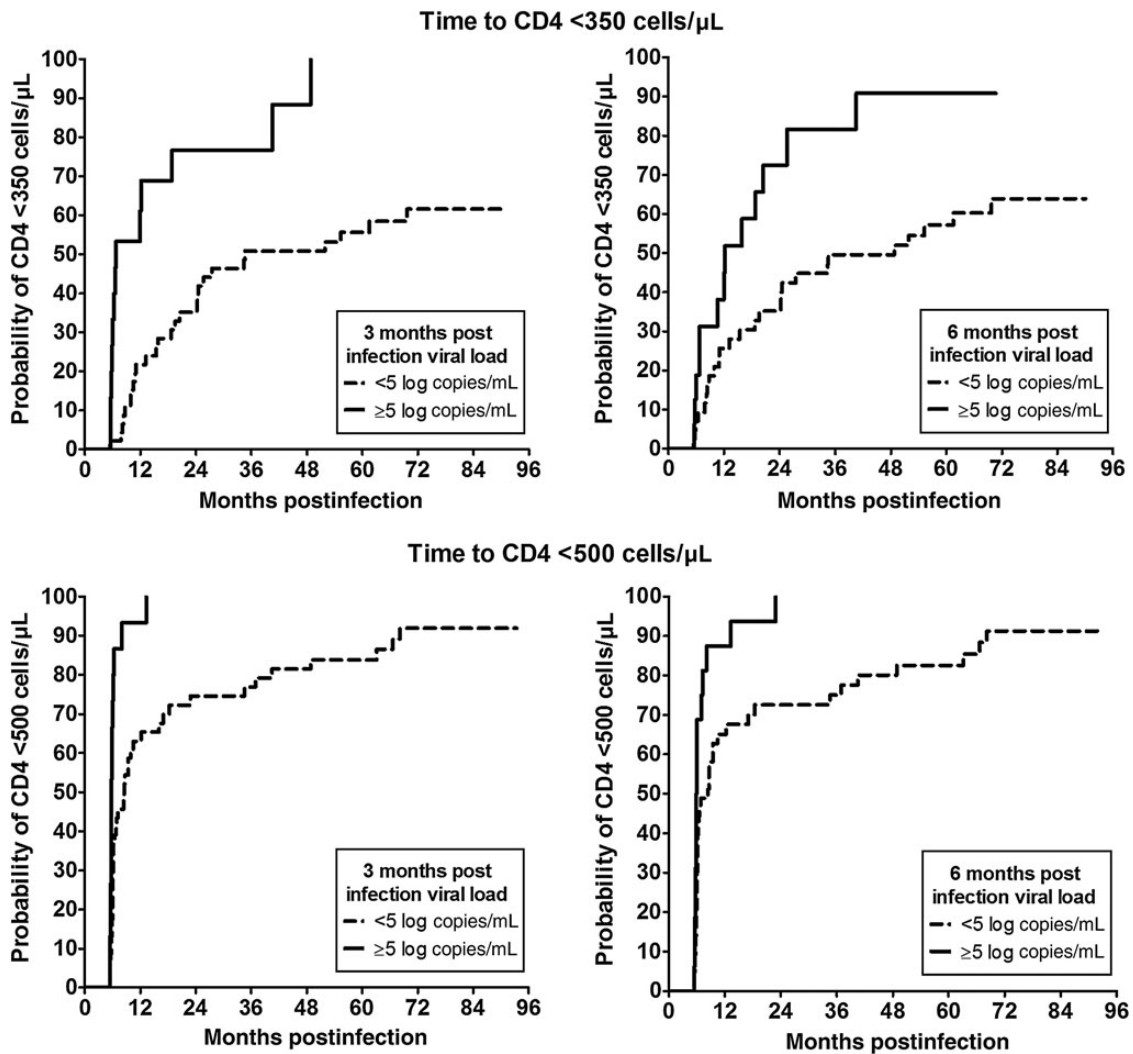 Time to CD4 <350 cells/µL
Probability of CD4 <350 cells/µL
100
90
80
70
60
50
40
30
20
10
0
3 months post
infection viral load
<5 log copies/mL
≥5 log copies/mL
0 12 24 36 48 60 72 84 96
Months postinfection
Probability of CD4 <350 cells/µL
100
90
80
70
60
50
40
30
20
10
0
6 months post
infection viral load
<5 log copies/mL
≥5 log copies/mL
0 12 24 36 48 60 72 84 96
Months postinfection
Time to CD4 <500 cells/µL
Probability of CD4 <500 cells/µL
100
90
80
70
60
50
40
30
20
10
0
3 months post
infection viral load
<5 log copies/mL
≥5 log copies/mL
0 12 24 36 48 60 72 84 96
Months postinfection
Probability of CD4 <500 cells/µL
100
90
80
70
60
50
40
30
20
10
0
6 months post
infection viral load
<5 log copies/mL
≥5 log copies/mL
0 12 24 36 48 60 72 84 96
Months postinfection